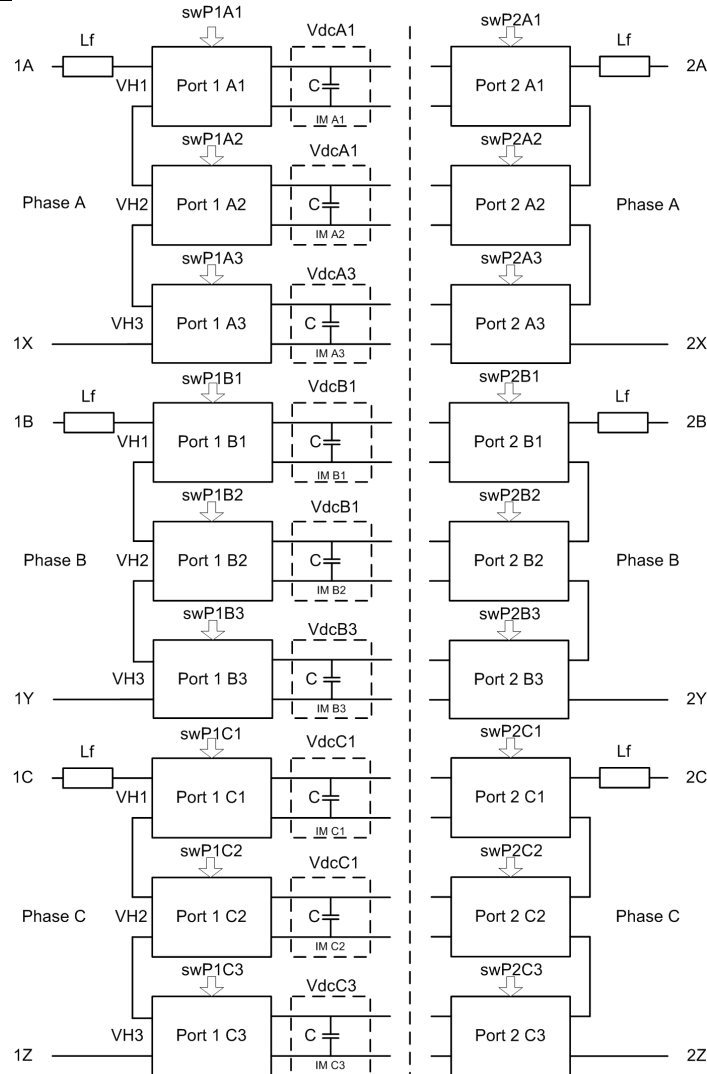 swP1A1
VdcA1
swP2A1
Lf
Lf
1A
VH1
Port 1 A1
C
Port 2 A1
2A
IM A1
swP1A2
VdcA1
swP2A2
Phase A
VH2
Port 1 A2
C
Port 2 A2
Phase A
IM A2
swP1A3
VdcA3
swP2A3
VH3
Port 1 A3
C
Port 2 A3
1X
IM A3
2X
swP1B1
VdcB1
swP2B1
Lf
Lf
1B
VH1
Port 1 B1
C
Port 2 B1
2B
IM B1
swP1B2
VdcB1
swP2B2
Phase B
VH2
Port 1 B2
C
Port 2 B2
Phase B
IM B2
swP1B3
VdcB3
swP2B3
VH3
Port 1 B3
C
Port 2 B3
1Y
IM B3
2Y
swP1C1
VdcC1
swP2C1
Lf
Lf
1C
VH1
Port 1 C1
C
Port 2 C1
2C
IM C1
swP1C2
VdcC1
swP2C2
Phase C
VH2
Port 1 C2
C
Port 2 C2
Phase C
IM C2
swP1C3
VdcC3
swP2C3
VH3
Port 1 C3
C
Port 2 C3
1Z
IM C3
2Z